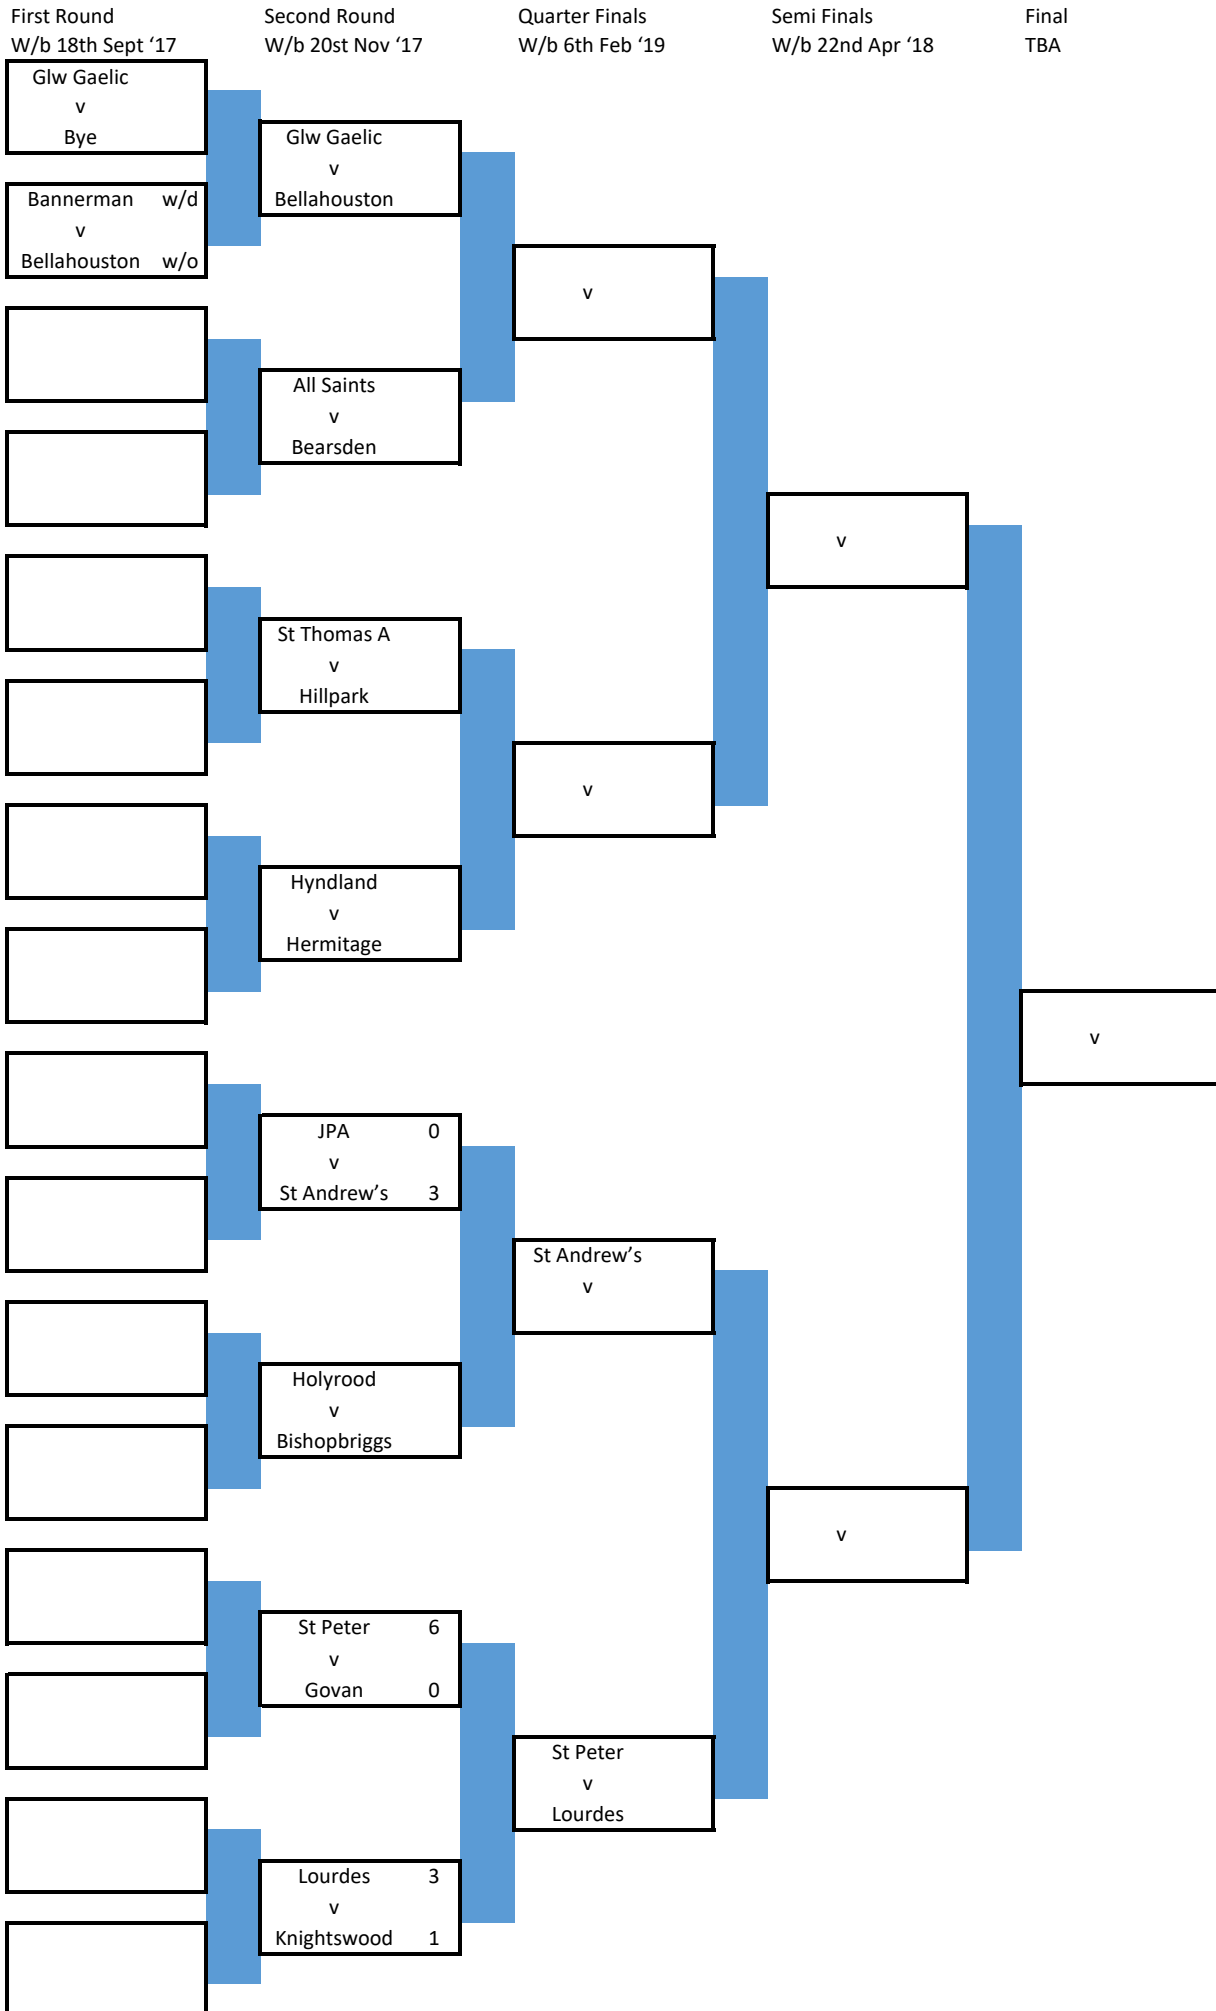 First Round
W/b 18th Sept ‘17
Second Round
W/b 20st Nov ‘17
Quarter Finals
W/b 6th Feb ‘19
Semi Finals
W/b 22nd Apr ‘18
Final
TBA
Glw Gaelic
v
Bye
Bannerman w/d
v
Bellahouston w/o
Glw Gaelic
v
Bellahouston
All Saints
v
Bearsden
St Thomas A
v
Hillpark
Hyndland
v
Hermitage
JPA 0
v
St Andrew’s 3
Holyrood
v
Bishopbriggs
St Peter 6
v
Govan 0
Lourdes 3
v
Knightswood 1
v
v
St Andrew’s
v
St Peter
v
Lourdes
v
v
v